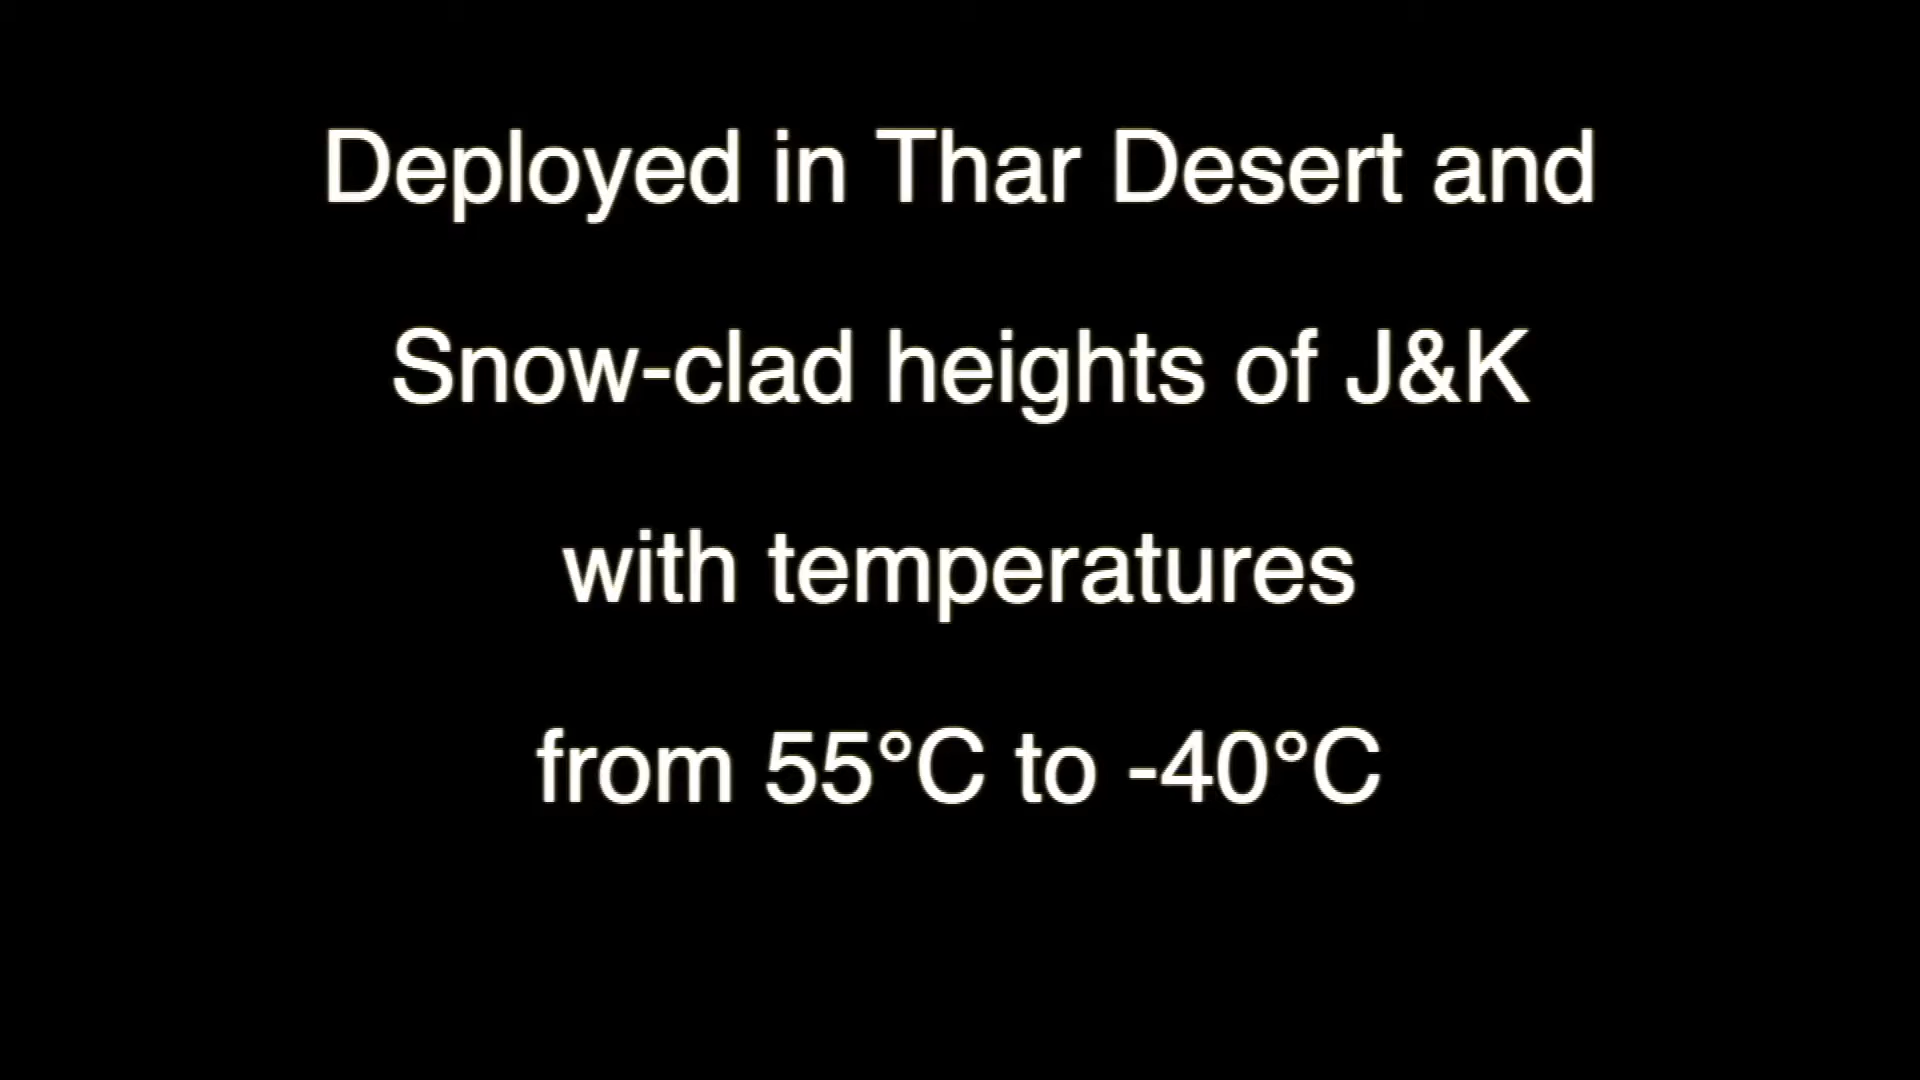 Deployed in Thar Desert and
Snow-clad heights of J&K
with temperatures
from 55°C to -40°C